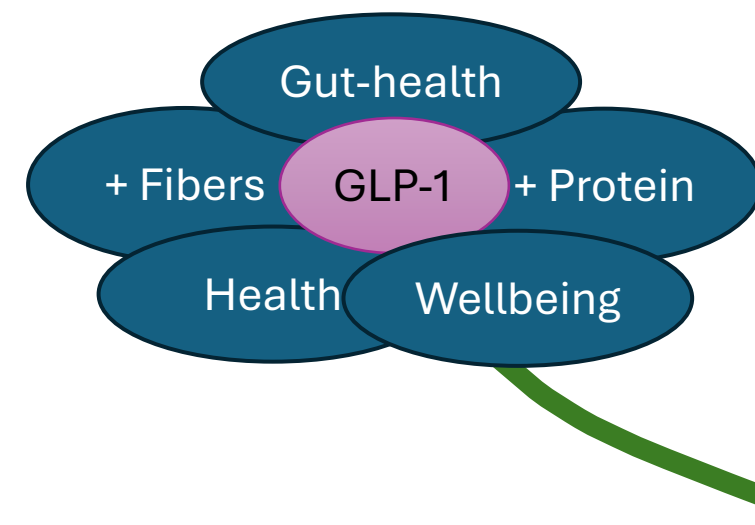 Gut-health
+ Fibers
GLP-1
+ Protein
Health
Wellbeing